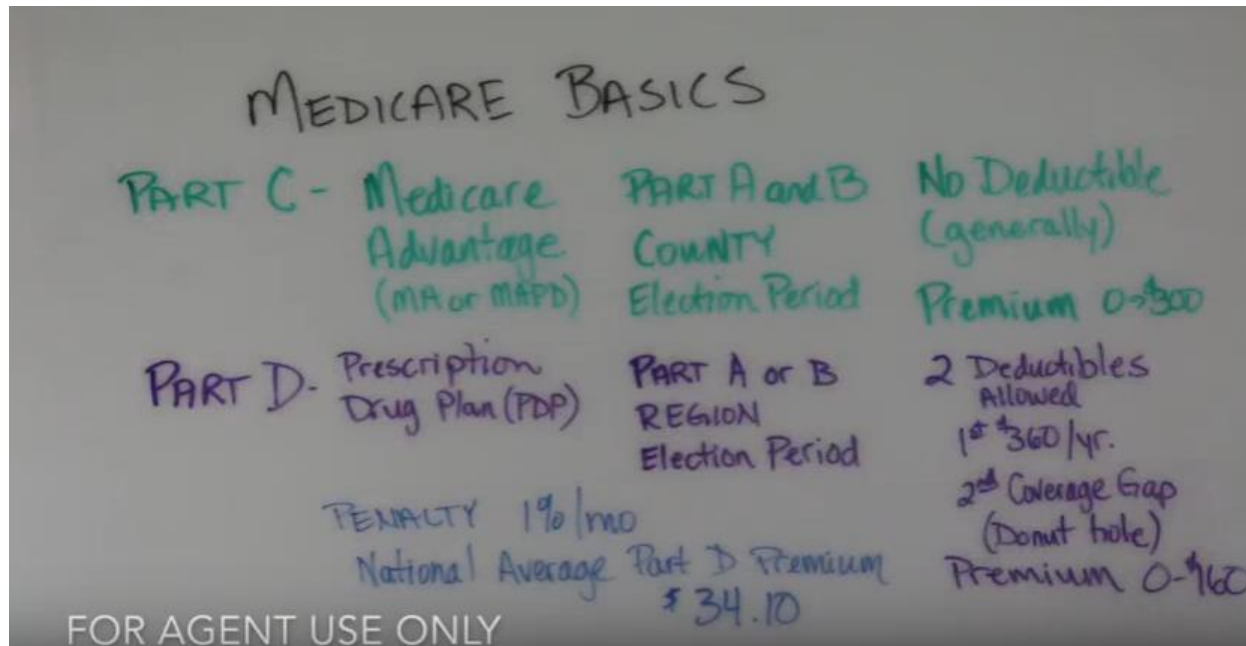 MEDICARE BASICS
PART C - Medicare Advantage (MA or MAPD)
PART A and B
COUNTY
Election Period
No Deductible
(generally)
Premium 0->$300
PART D - Prescription Drug Plan (PDP)
PART A or B
REGION
Election Period
2 Deductibles
Allowed
1st $360/yr.
2nd Coverage Gap
(Donut hole)
Premium 0-$160
PENALTY 1%/mo
National Average Part D Premium
$34.10
FOR AGENT USE ONLY